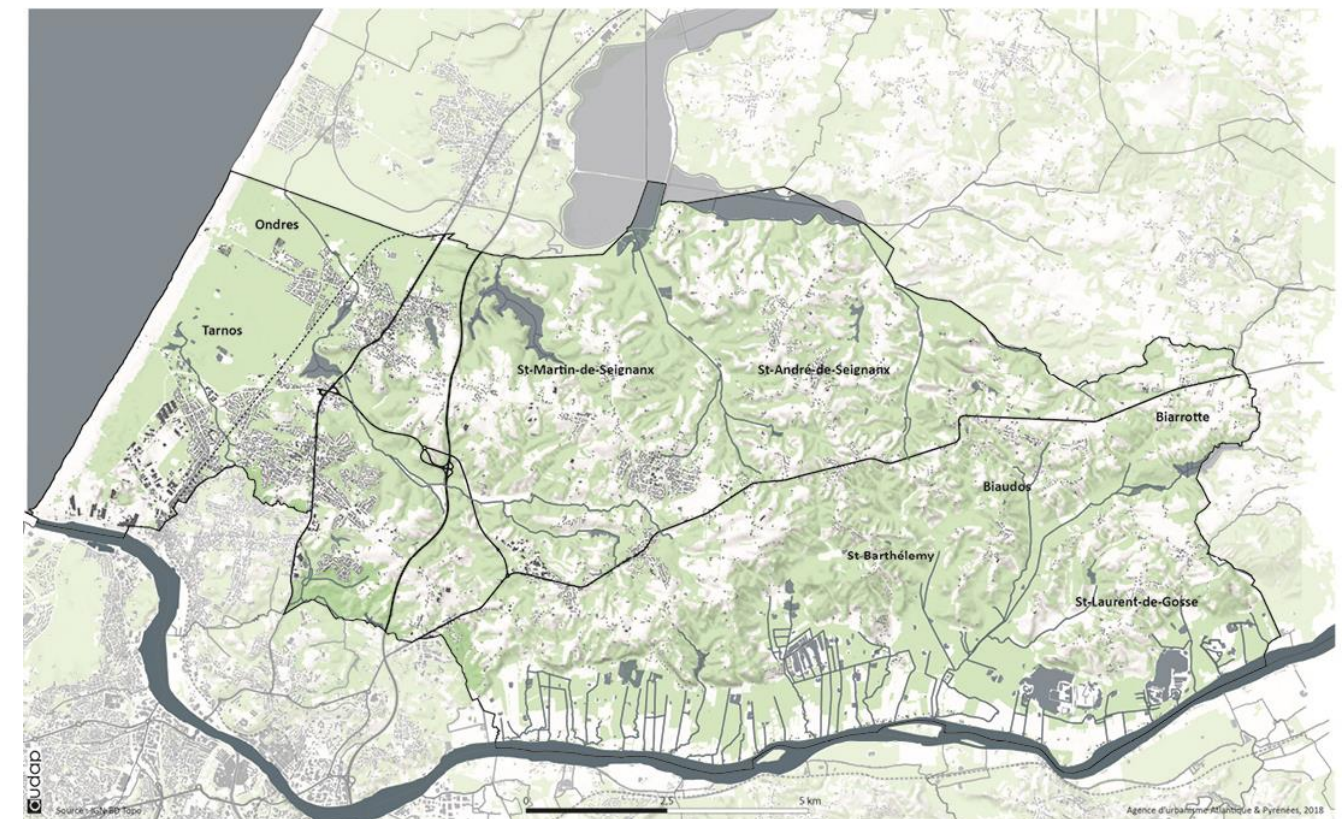 Ondres
Tarnos
St-Martin-de-Seignanx
St-André-de-Seignanx
Biarrotte
Biaudos
St-Barthélemy
St-Laurent-de-Gosse
audap
Source : IGN BD Topo
0 2,5 5 km
Agence d'urbanisme Atlantique & Pyrénées, 2018